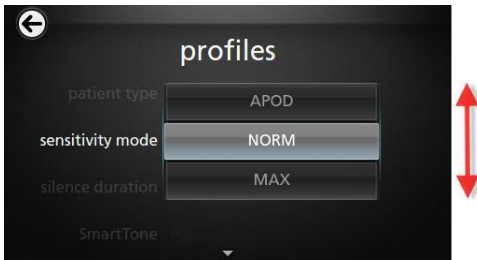 profiles
patient type
APOD
sensitivity mode
NORM
silence duration
MAX
SmartTone